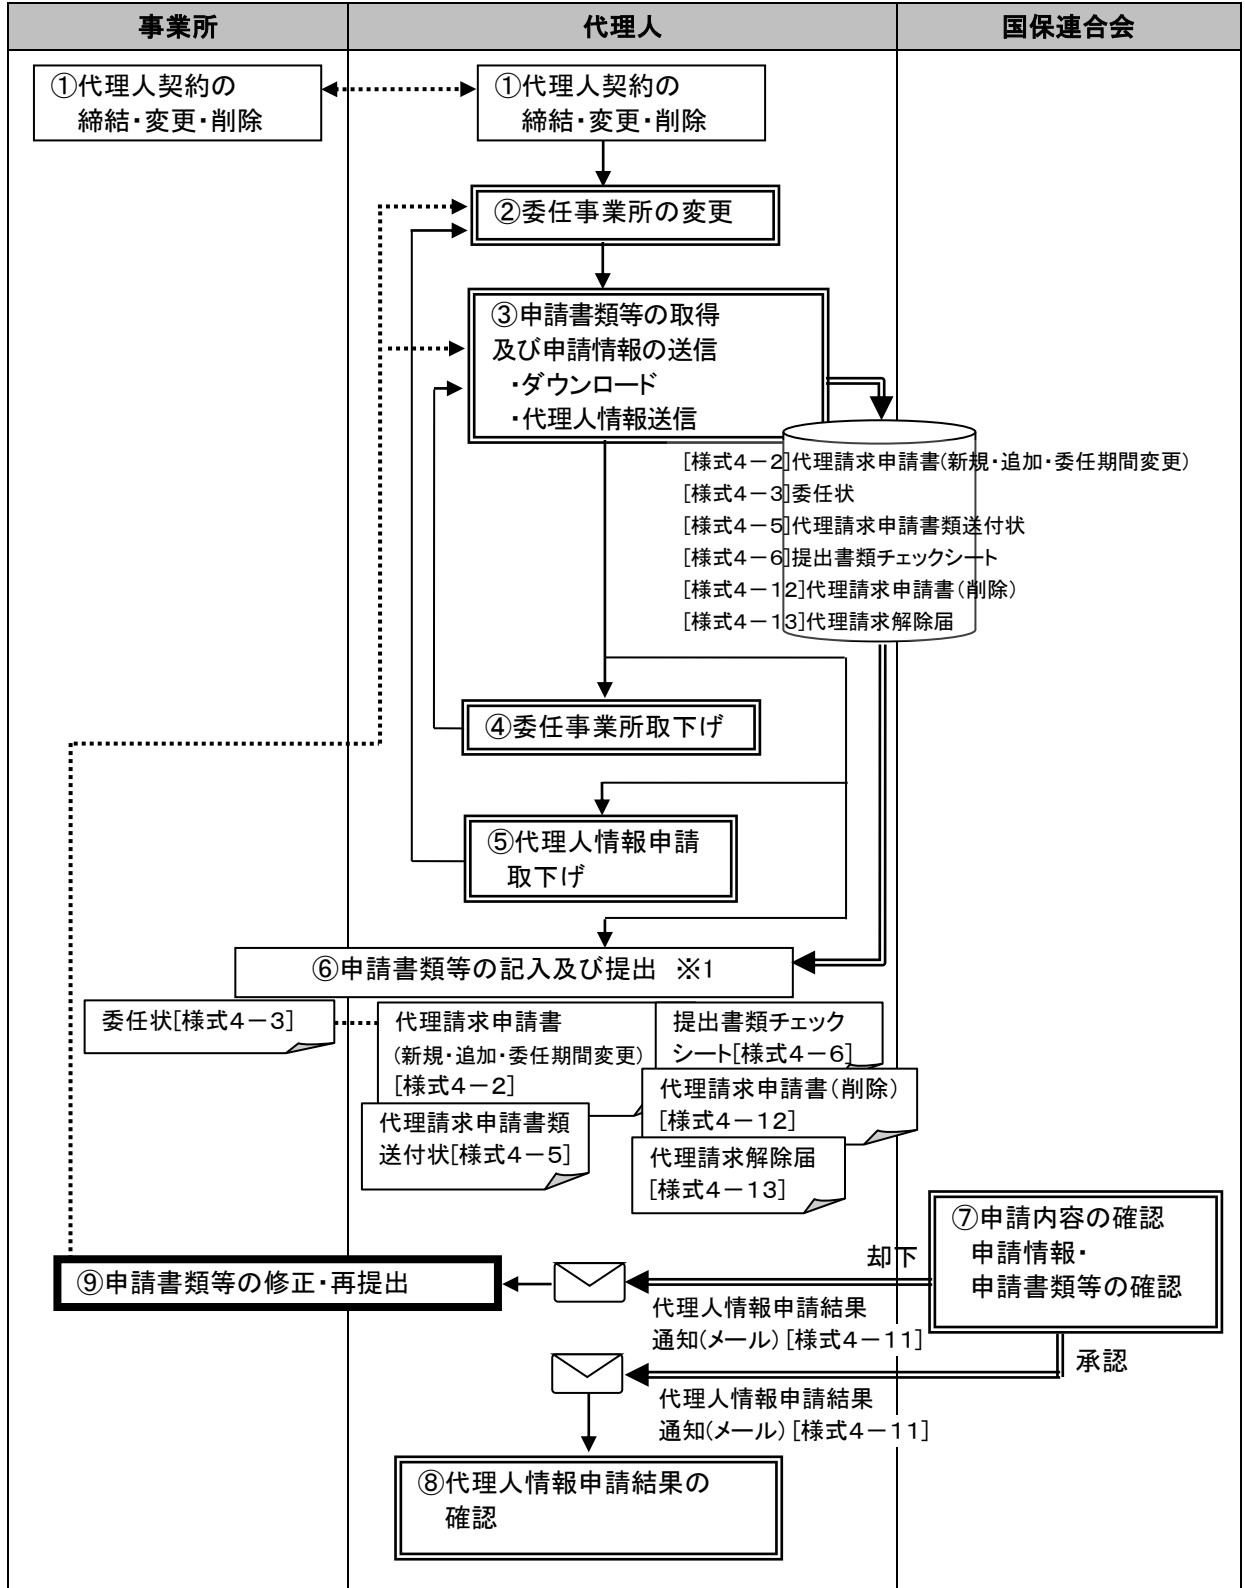 事業所
代理人
国保連合会
①代理人契約の
締結・変更・削除
①代理人契約の
締結・変更・削除
②委任事業所の変更
③申請書類等の取得
及び申請情報の送信
・ダウンロード
・代理人情報送信
[様式4－2]代理請求申請書(新規・追加・委任期間変更)
[様式4－3]委任状
[様式4－5]代理請求申請書類送付状
[様式4－6]提出書類チェックシート
[様式4－12]代理請求申請書(削除)
[様式4－13]代理請求解除届
④委任事業所取下げ
⑤代理人情報申請
取下げ
⑥申請書類等の記入及び提出 ※1
委任状[様式4－3]
代理請求申請書
(新規・追加・委任期間変更)
[様式4－2]
提出書類チェック
シート[様式4－6]
代理請求申請書(削除)
[様式4－12]
代理請求申請書類
送付状[様式4－5]
代理請求解除届
[様式4－13]
⑦申請内容の確認
申請情報・
申請書類等の確認
却下
⑨申請書類等の修正・再提出
代理人情報申請結果
通知(メール)[様式4－11]
承認
代理人情報申請結果
通知(メール)[様式4－11]
⑧代理人情報申請結果の
確認